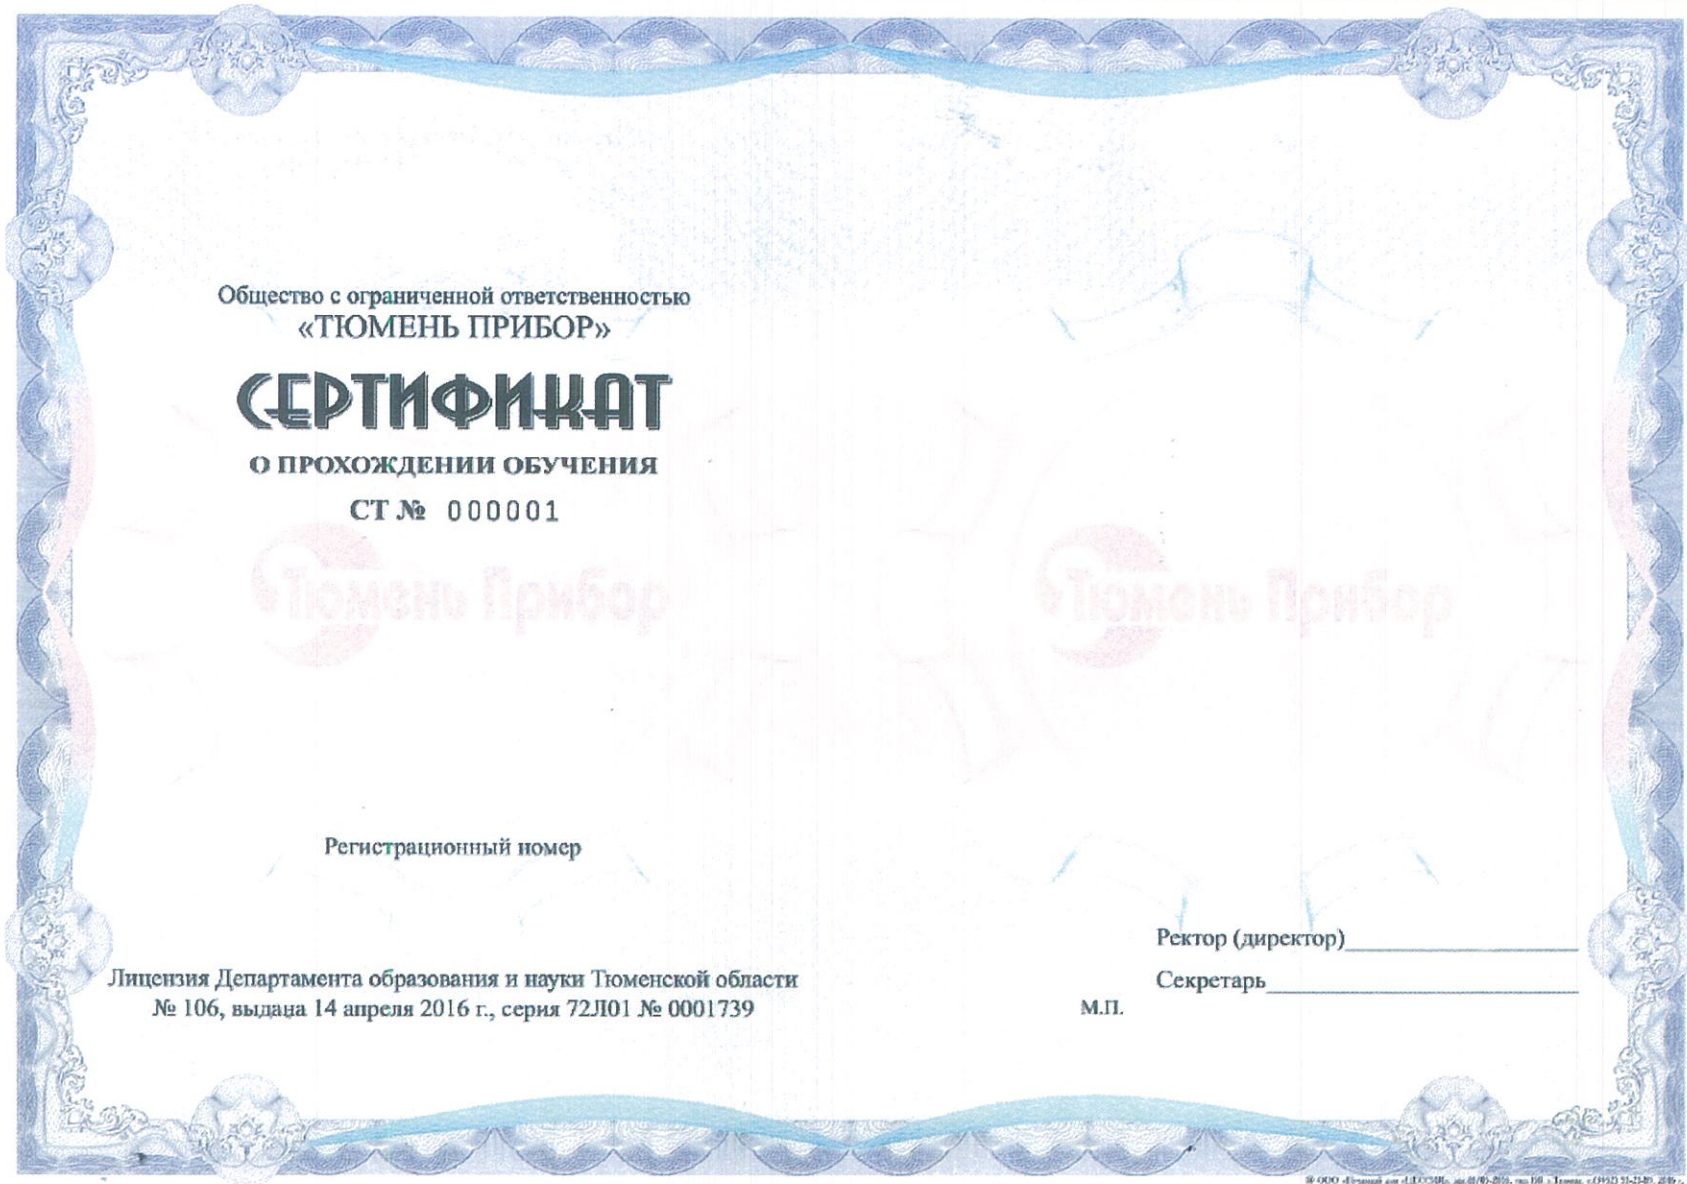 Общество с ограниченной ответственностью
«ТЮМЕНЬ ПРИБОР»
СЕРТИФИКАТ
О ПРОХОЖДЕНИИ ОБУЧЕНИЯ
СТ № 000001
Тюмень Прибор
Регистрационный номер
Лицензия Департамента образования и науки Тюменской области
№ 106, выдана 14 апреля 2016 г., серия 72Л01 № 0001739
Тюмень Прибор
Ректор (директор)
Секретарь
М.П.